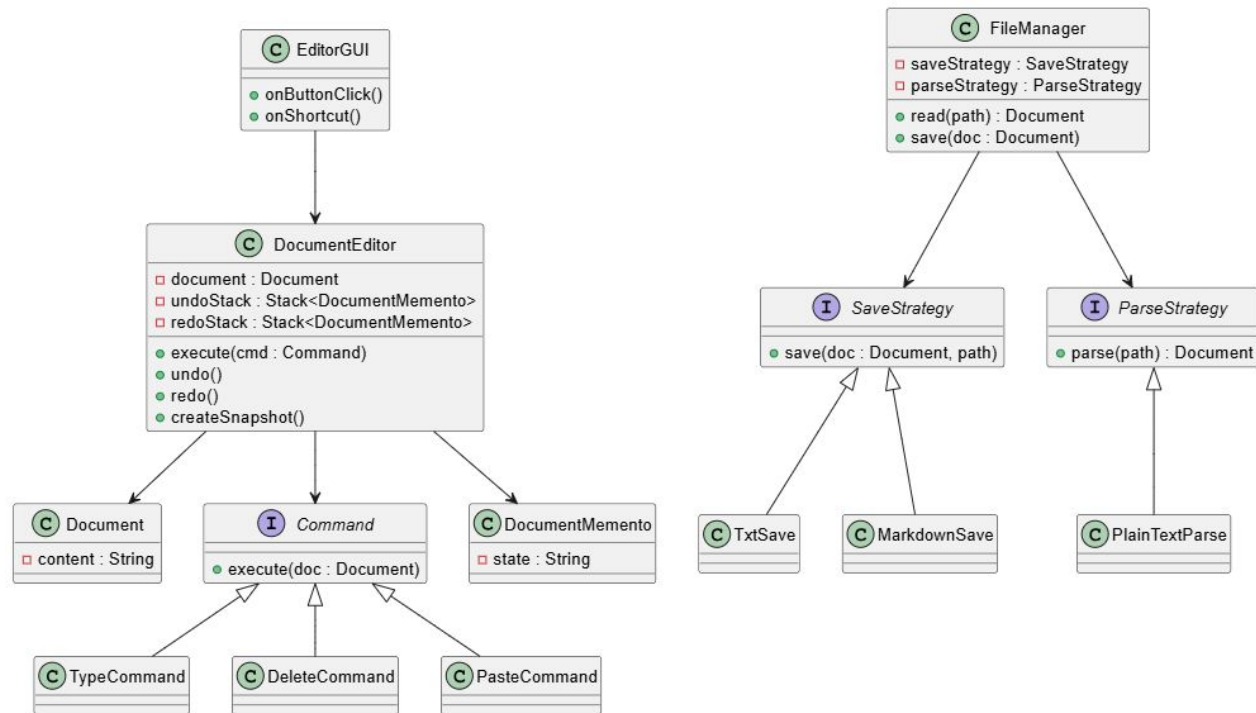 C EditorGUI
onButtonClick()
onShortcut()
C DocumentEditor
document : Document
undoStack : Stack<DocumentMemento>
redoStack : Stack<DocumentMemento>
execute(cmd : Command)
undo()
redo()
createSnapshot()
C Document
content : String
I Command
execute(doc : Document)
C DocumentMemento
state : String
C TypeCommand
C DeleteCommand
C PasteCommand
C FileManager
saveStrategy : SaveStrategy
parseStrategy : ParseStrategy
read(path) : Document
save(doc : Document)
I SaveStrategy
save(doc : Document, path)
I ParseStrategy
parse(path) : Document
C TxtSave
C MarkdownSave
C PlainTextParse